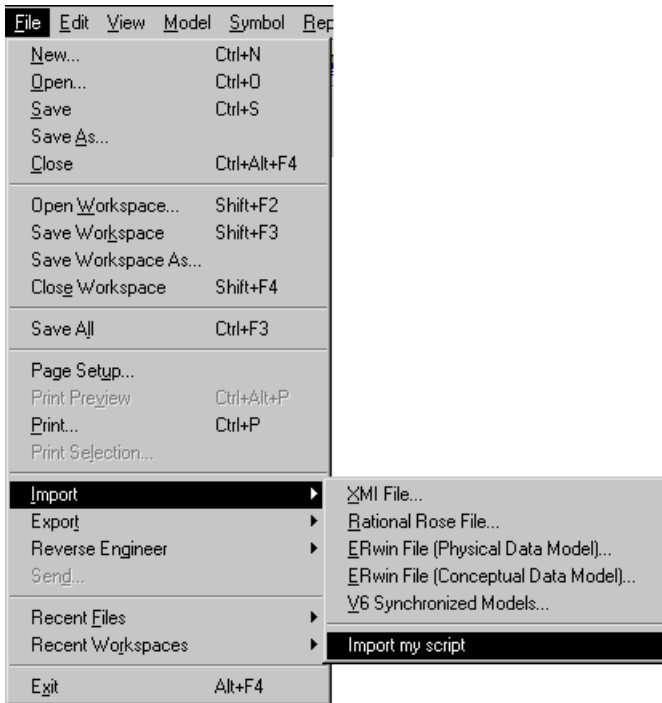 File Edit View Model Symbol Rep
New... Ctrl+N
Open... Ctrl+O
Save Ctrl+S
Save As...
Close Ctrl+Alt+F4
Open Workspace... Shift+F2
Save Workspace Shift+F3
Save Workspace As...
Close Workspace Shift+F4
Save All Ctrl+F3
Page Setup...
Print Preview Ctrl+Alt+P
Print... Ctrl+P
Print Selection...
Import
Export
Reverse Engineer
Send...
Recent Files
Recent Workspaces
Exit Alt+F4
XMI File...
Rational Rose File...
ERwin File (Physical Data Model)...
ERwin File (Conceptual Data Model)...
V6 Synchronized Models...
Import my script